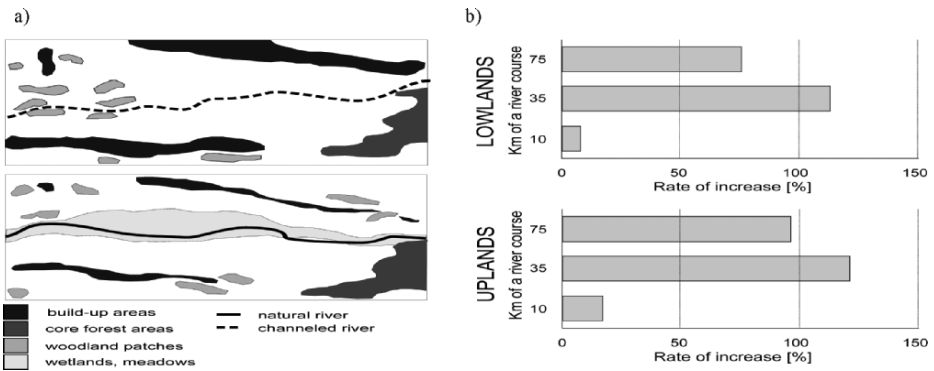 a)
build-up areas
core forest areas
woodland patches
wetlands, meadows
natural river
channeled river
b)
LOWLANDS
Km of a river course
75
35
10
0 50 100 150
Rate of increase [%]
UPLANDS
Km of a river course
75
35
10
0 50 100 150
Rate of increase [%]